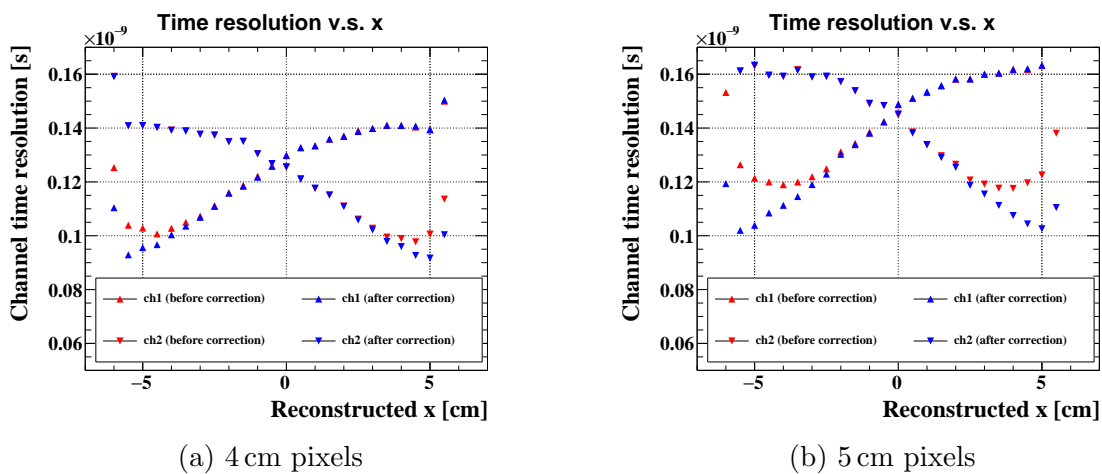 Time resolution v.s. x
×10⁻⁹
Channel time resolution [s]
0.16
0.14
0.12
0.1
0.08
0.06
ch1 (before correction)
ch1 (after correction)
ch2 (before correction)
ch2 (after correction)
−5
0
5
Reconstructed x [cm]
(a) 4 cm pixels
Time resolution v.s. x
×10⁻⁹
Channel time resolution [s]
0.16
0.14
0.12
0.1
0.08
0.06
ch1 (before correction)
ch1 (after correction)
ch2 (before correction)
ch2 (after correction)
−5
0
5
Reconstructed x [cm]
(b) 5 cm pixels